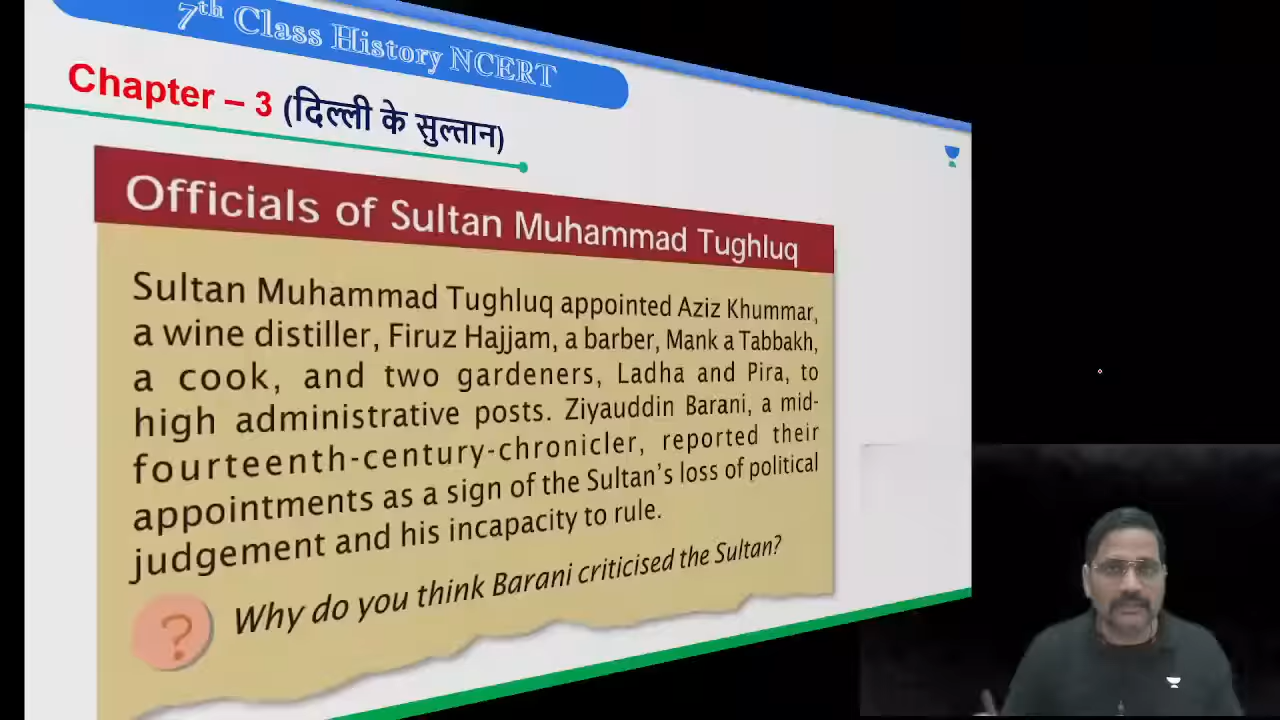 7th Class History NCERT
Chapter – 3 (दिल्ली के सुल्तान)
Officials of Sultan Muhammad Tughluq
Sultan Muhammad Tughluq appointed Aziz Khummar,
a wine distiller, Firuz Hajjam, a barber, Mank a Tabbakh,
a cook, and two gardeners, Ladha and Pira, to
high administrative posts. Ziyauddin Barani, a mid-
fourteenth-century-chronicler, reported their
appointments as a sign of the Sultan's loss of political
judgement and his incapacity to rule.
? Why do you think Barani criticised the Sultan?